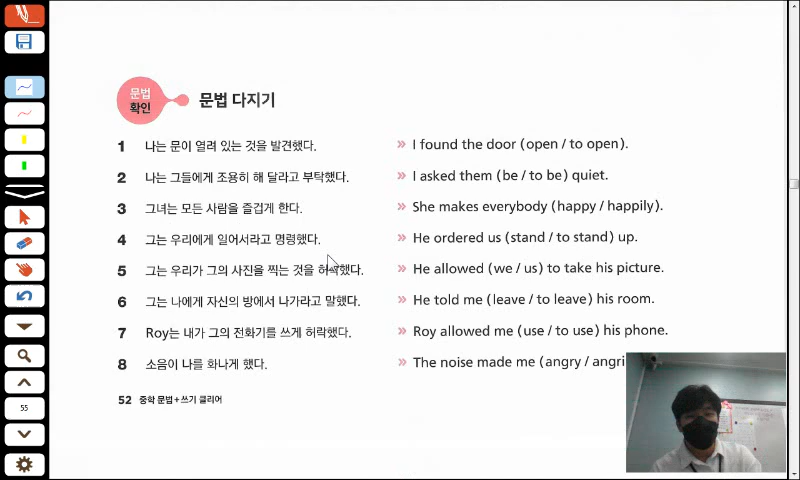 문법
확인
문법 다지기
1 나는 문이 열려 있는 것을 발견했다. » I found the door (open / to open).
2 나는 그들에게 조용히 해 달라고 부탁했다. » I asked them (be / to be) quiet.
3 그녀는 모든 사람을 즐겁게 한다. » She makes everybody (happy / happily).
4 그는 우리에게 일어서라고 명령했다. » He ordered us (stand / to stand) up.
5 그는 우리가 그의 사진을 찍는 것을 허락했다. » He allowed (we / us) to take his picture.
6 그는 나에게 자신의 방에서 나가라고 말했다. » He told me (leave / to leave) his room.
7 Roy는 내가 그의 전화기를 쓰게 허락했다. » Roy allowed me (use / to use) his phone.
8 소음이 나를 화나게 했다. » The noise made me (angry / angri
52 중학 문법+쓰기 클리어
55